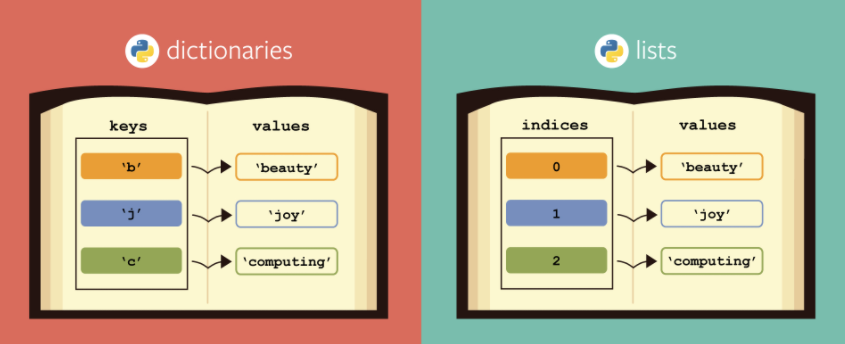 dictionaries
keys values
‘b’ ‘beauty’
‘j’ ‘joy’
‘c’ ‘computing’
lists
indices values
0 ‘beauty’
1 ‘joy’
2 ‘computing’